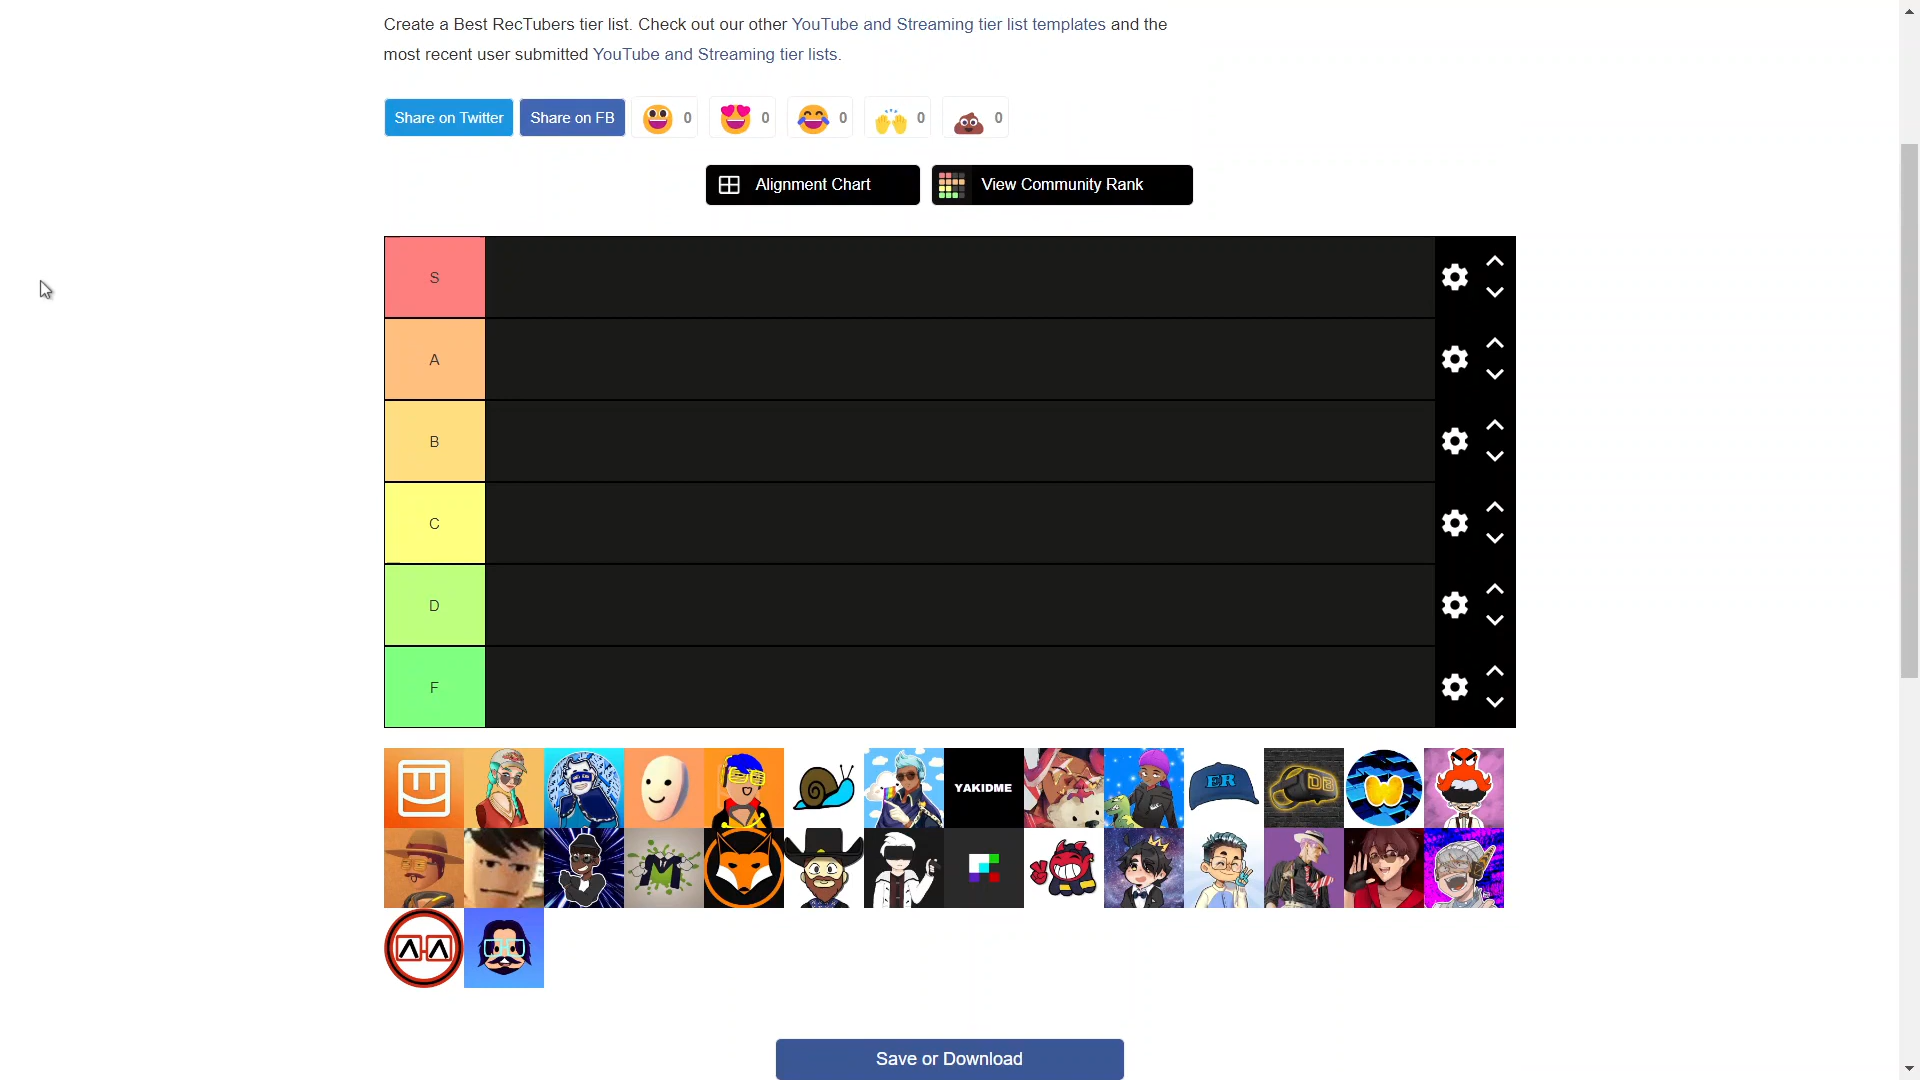 Create a Best RecTubers tier list. Check out our other YouTube and Streaming tier list templates and the
most recent user submitted YouTube and Streaming tier lists.
Share on Twitter
Share on FB
0
0
0
0
0
Alignment Chart
View Community Rank
S
A
B
C
D
F
YAKIDME
ER
DB
W
M
Save or Download